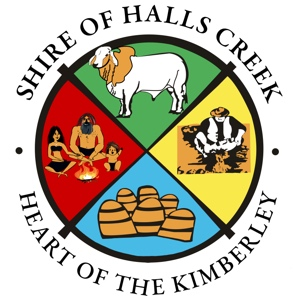 SHIRE OF HALLS CREEK
• HEART OF THE KIMBERLEY •